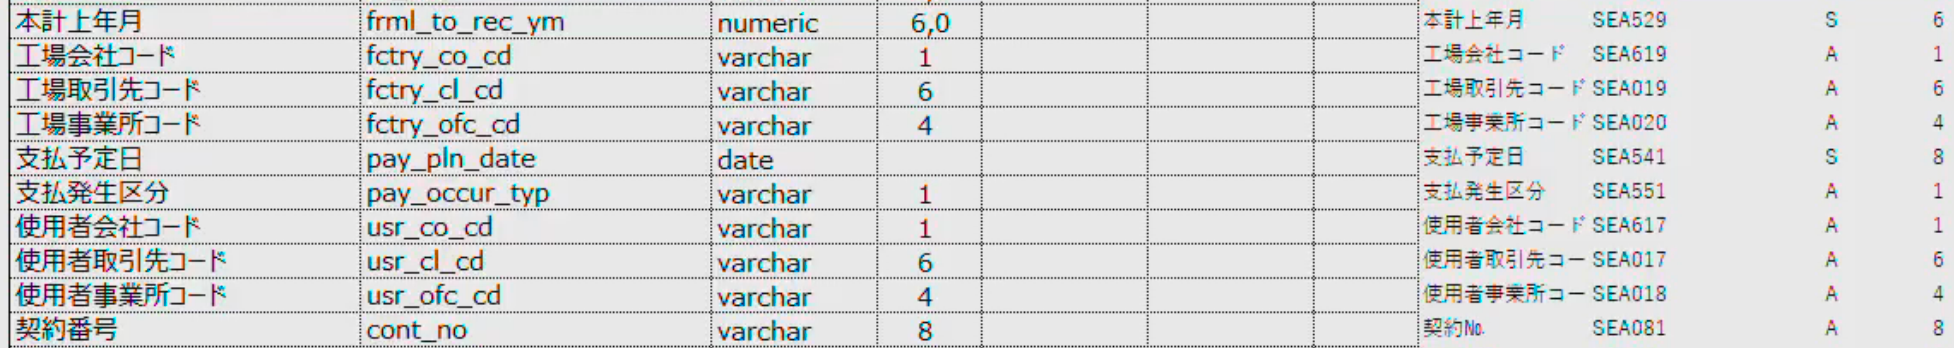 本計上年月 frml_to_rec_ym numeric 6,0 本計上年月 SEA529 S 6
工場会社コード fctry_co_cd varchar 1 工場会社コード SEA619 A 1
工場取引先コード fctry_cl_cd varchar 6 工場取引先コード SEA019 A 6
工場事業所コード fctry_ofc_cd varchar 4 工場事業所コード SEA020 A 4
支払予定日 pay_pln_date date 支払予定日 SEA541 S 8
支払発生区分 pay_occur_typ varchar 1 支払発生区分 SEA551 A 1
使用者会社コード usr_co_cd varchar 1 使用者会社コード SEA617 A 1
使用者取引先コード usr_cl_cd varchar 6 使用者取引先コー SEA017 A 6
使用者事業所コード usr_ofc_cd varchar 4 使用者事業所コー SEA018 A 4
契約番号 cont_no varchar 8 契約№ SEA081 A 8